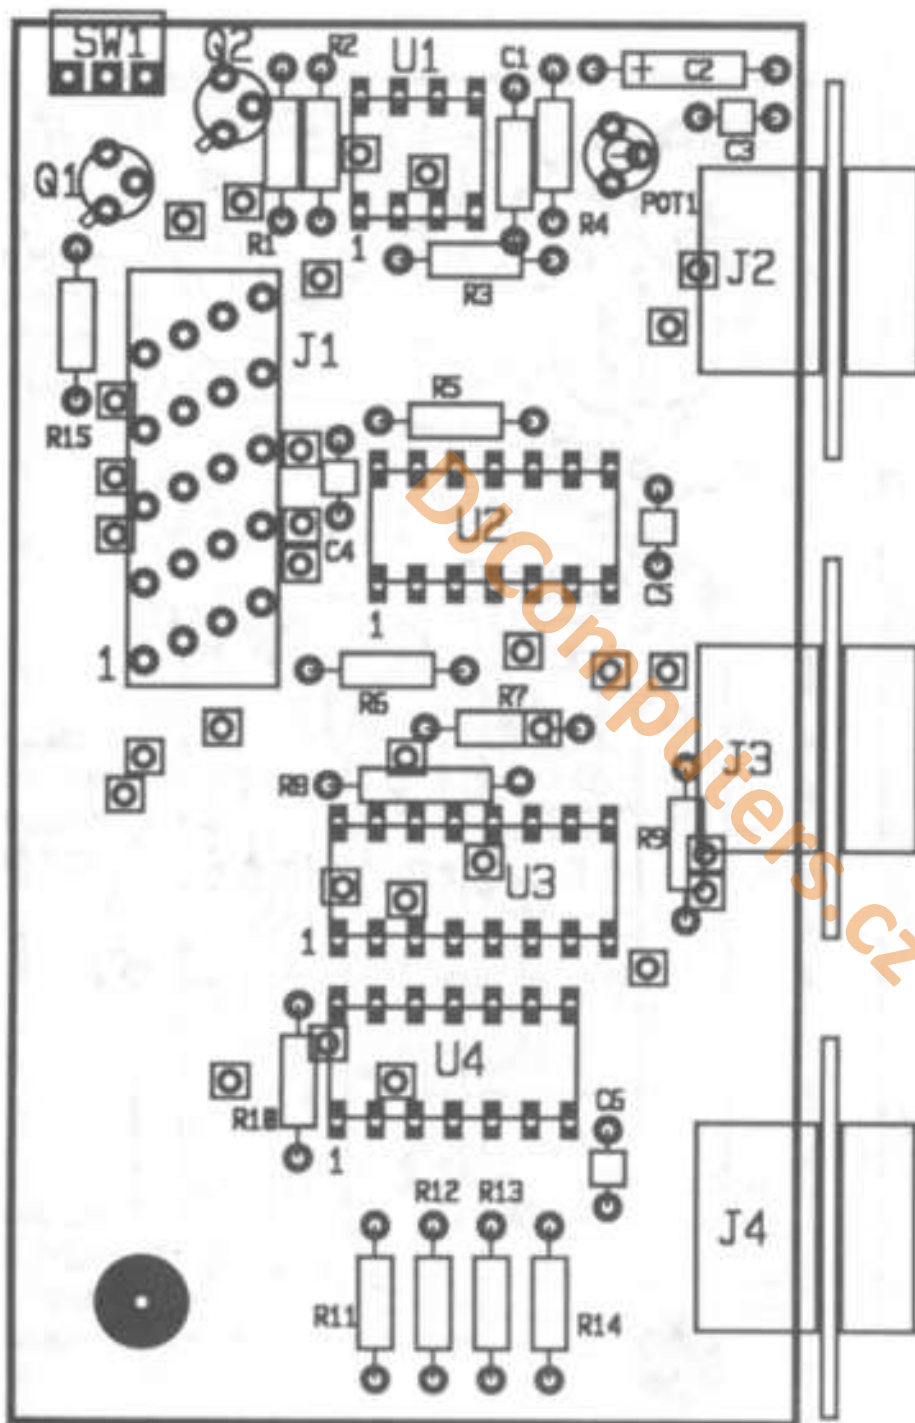 SW1
Q2
R2
U1
C1
C2
C3
Q1
R1
1
R4
POT1
R3
J2
J1
R15
R5
C4
U2
1
1
R6
R7
R8
J3
R9
U3
1
U4
R10
1
C6
R12
R13
R11
R14
J4
DJComputers.cz